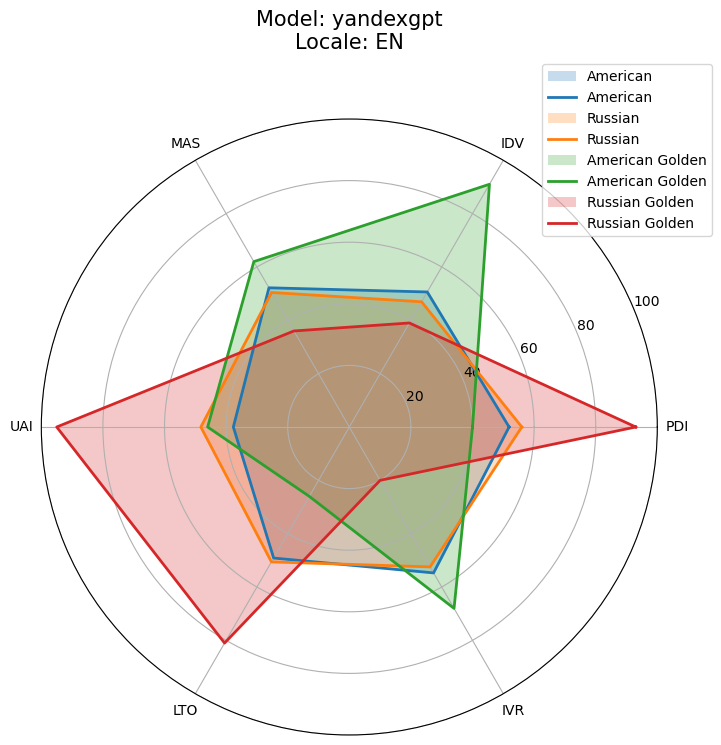 Model: yandexgpt
Locale: EN
American
American
Russian
Russian
American Golden
American Golden
Russian Golden
Russian Golden
MAS
IDV
100
80
60
40
20
UAI
PDI
LTO
IVR